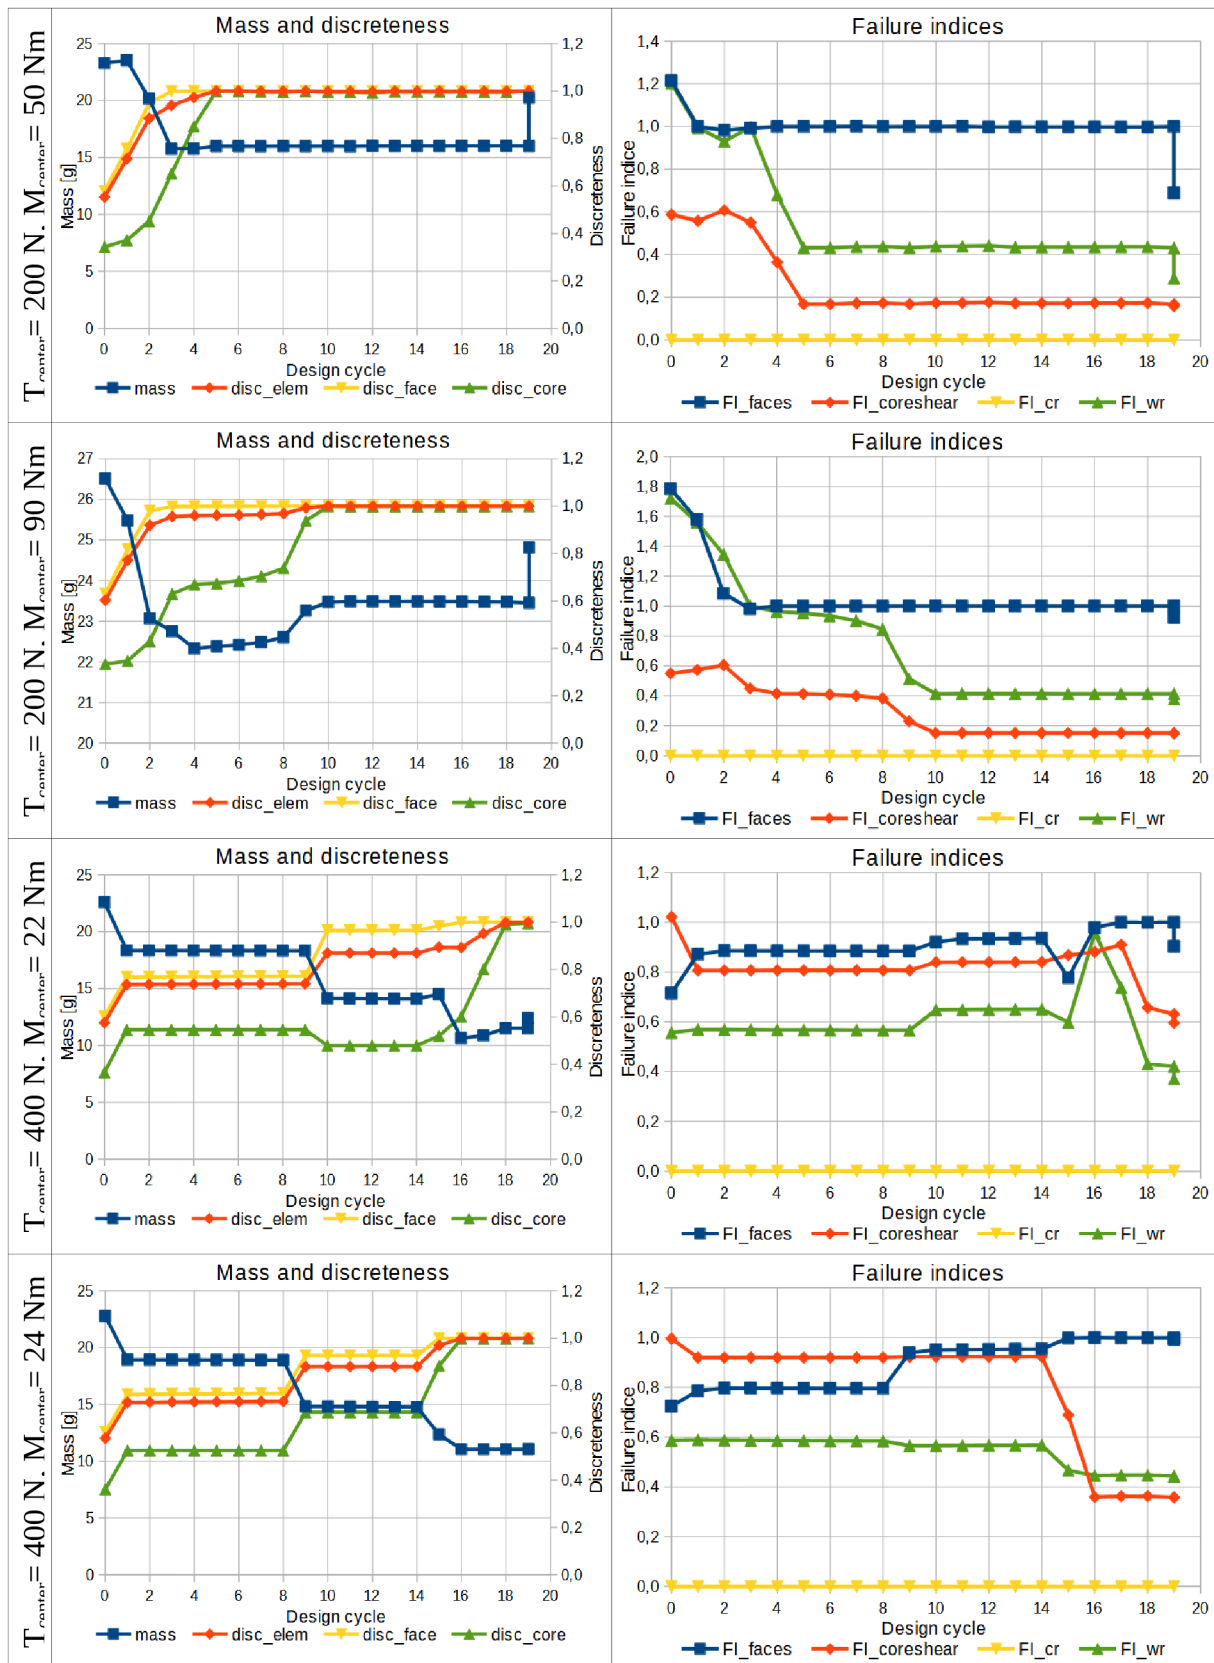 T center= 200 N. M center= 50 Nm
Mass and discreteness
25
20
15
10
5
0
Mass [g]
1,2
1,0
0,8
0,6
0,4
0,2
0,0
Discreteness
0 2 4 6 8 10 12 14 16 18 20
Design cycle
mass disc_elem disc_face disc_core
Failure indices
1,4
1,2
1,0
0,8
0,6
0,4
0,2
0,0
Failure indice
0 2 4 6 8 10 12 14 16 18 20
Design cycle
FI_faces FI_coreshear FI_cr FI_wr
T center= 200 N. M center= 90 Nm
Mass and discreteness
27
26
25
24
23
22
21
20
Mass [g]
1,2
1,0
0,8
0,6
0,4
0,2
0,0
Discreteness
0 2 4 6 8 10 12 14 16 18 20
Design cycle
mass disc_elem disc_face disc_core
Failure indices
2,0
1,8
1,6
1,4
1,2
1,0
0,8
0,6
0,4
0,2
0,0
Failure indice
0 2 4 6 8 10 12 14 16 18 20
Design cycle
FI_faces FI_coreshear FI_cr FI_wr
T center= 400 N. M center= 22 Nm
Mass and discreteness
25
20
15
10
5
0
Mass [g]
1,2
1,0
0,8
0,6
0,4
0,2
0,0
Discreteness
0 2 4 6 8 10 12 14 16 18 20
Design cycle
mass disc_elem disc_face disc_core
Failure indices
1,2
1,0
0,8
0,6
0,4
0,2
0,0
Failure indice
0 2 4 6 8 10 12 14 16 18 20
Design cycle
FI_faces FI_coreshear FI_cr FI_wr
T center= 400 N. M center= 24 Nm
Mass and discreteness
25
20
15
10
5
0
Mass [g]
1,2
1,0
0,8
0,6
0,4
0,2
0,0
Discreteness
0 2 4 6 8 10 12 14 16 18 20
Design cycle
mass disc_elem disc_face disc_core
Failure indices
1,2
1,0
0,8
0,6
0,4
0,2
0,0
Failure indice
0 2 4 6 8 10 12 14 16 18 20
Design cycle
FI_faces FI_coreshear FI_cr FI_wr